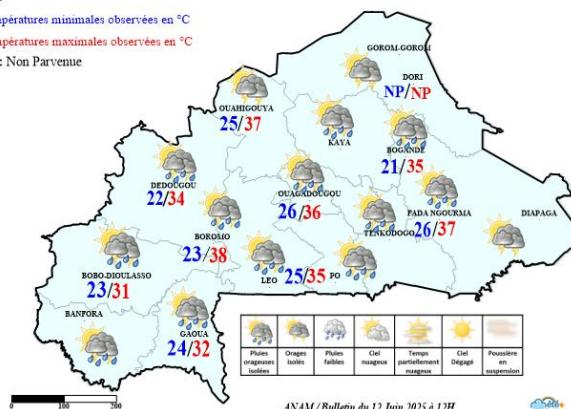 mpératures minimales observées en °C
mpératures maximales observées en °C
: Non Parvenue
GOROM-GOROM
DORI
NP/NP
OUAHIGOUYA
25/37
KAYA
BOGANDE
21/35
DEDOUGOU
22/34
OUAGADOUGOU
26/36
FADA NGOURMA
26/37
DIAPAGA
TENKODOGO
BOROMO
23/38
BOBO-DIOULASSO
23/31
LEO
25/35
PO
BANFORA
GAOUA
24/32
Pluies orageuses isolées
Orages isolés
Pluies faibles
Ciel nuageux
Temps partiellement nuageux
Ciel Dégagé
Poussière en suspension
0 100 200
ANAM / Bulletin du 12 Juin 2025 à 12H